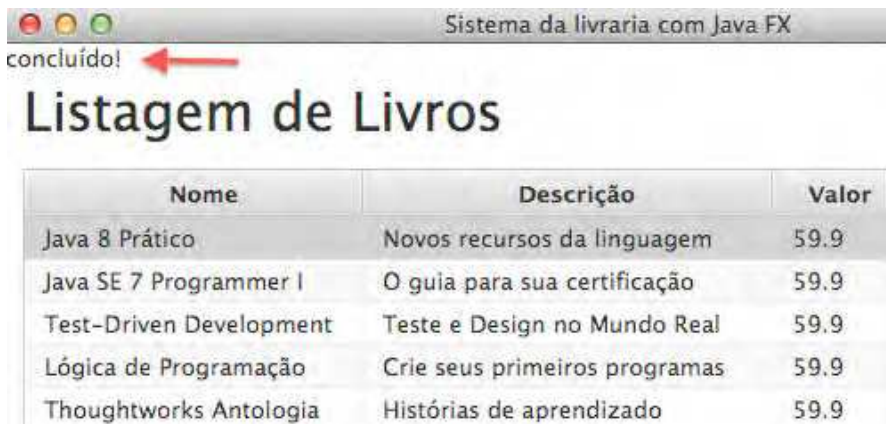 Sistema da livraria com Java FX
concluído!
Listagem de Livros
Nome Descrição Valor
Java 8 Prático Novos recursos da linguagem 59.9
Java SE 7 Programmer I O guia para sua certificação 59.9
Test-Driven Development Teste e Design no Mundo Real 59.9
Lógica de Programação Crie seus primeiros programas 59.9
Thoughtworks Antologia Histórias de aprendizado 59.9